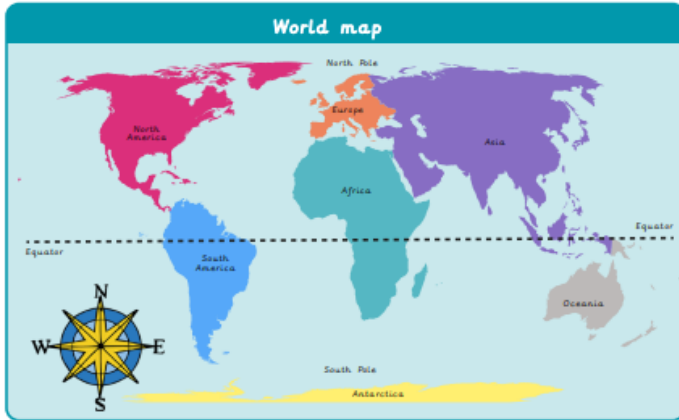 World map
North Pole
Europe
North
America
Asia
Africa
Equator
Equator
South
America
Oceania
N
W
E
S
South Pole
Antarctica